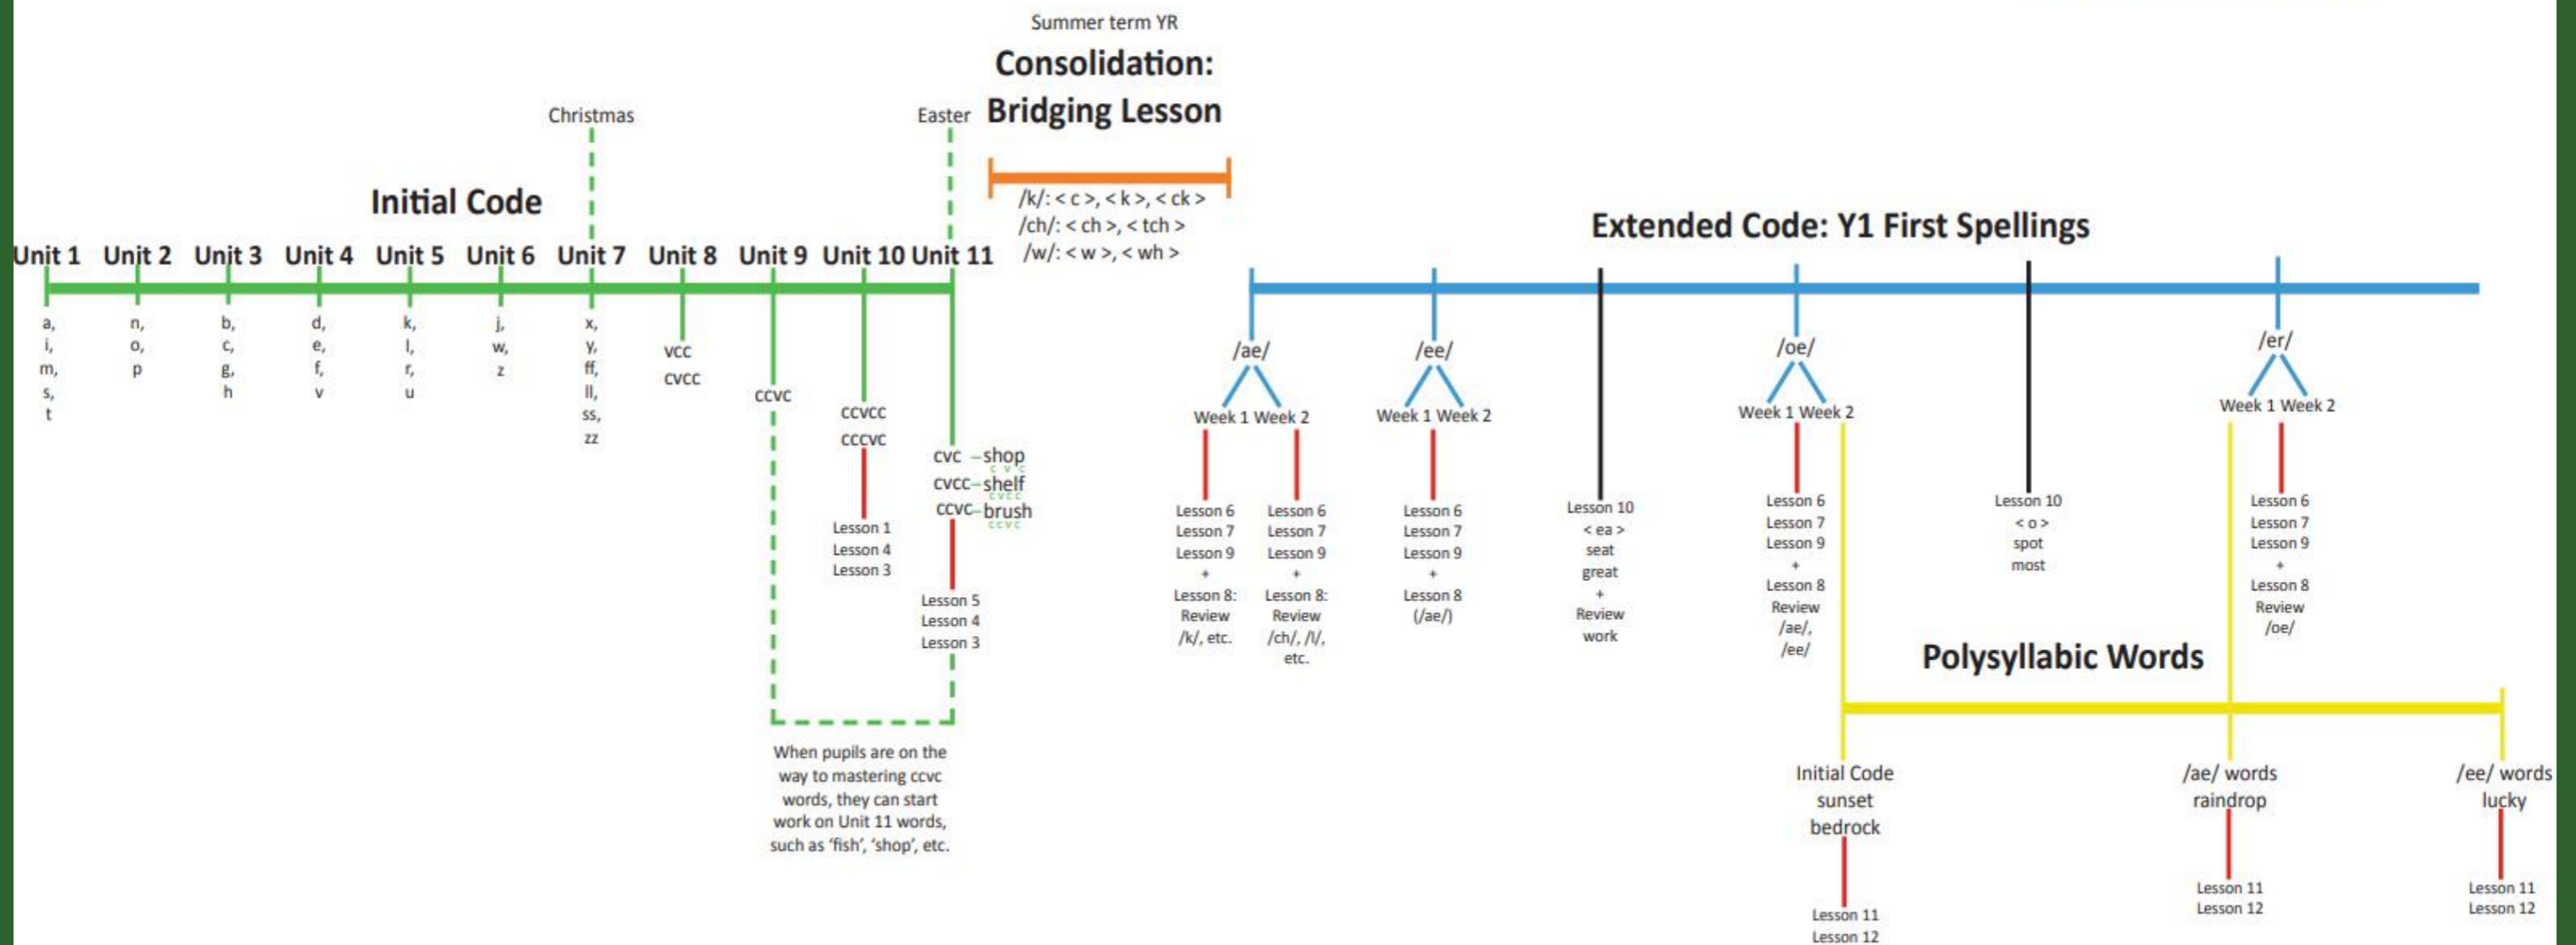 Summer term YR
Consolidation:
Bridging Lesson
Christmas
Easter
/k/: < c >, < k >, < ck >
/ch/: < ch >, < tch >
/w/: < w >, < wh >
Initial Code
Unit 1 Unit 2 Unit 3 Unit 4 Unit 5 Unit 6 Unit 7 Unit 8 Unit 9 Unit 10 Unit 11
a,
i,
m,
s,
t
n,
o,
p
b,
c,
g,
h
d,
e,
f,
v
k,
l,
r,
u
j,
w,
z
x,
y,
ff,
ll,
ss,
zz
vcc
cvcc
ccvc
ccvcc
cccvc
Lesson 1
Lesson 4
Lesson 3
cvc – shop
c v c
cvcc – shelf
c v c c
ccvc – brush
c c v c
Lesson 5
Lesson 4
Lesson 3
When pupils are on the
way to mastering ccvc
words, they can start
work on Unit 11 words,
such as ‘fish’, ‘shop’, etc.
Extended Code: Y1 First Spellings
/ae/
Week 1 Week 2
Lesson 6
Lesson 7
Lesson 9
+
Lesson 8:
Review
/k/, etc.
Lesson 6
Lesson 7
Lesson 9
+
Lesson 8:
Review
/ch/, /l/,
etc.
/ee/
Week 1 Week 2
Lesson 6
Lesson 7
Lesson 9
+
Lesson 8
(/ae/)
Lesson 10
< ea >
seat
great
+
Review
work
/oe/
Week 1 Week 2
Lesson 6
Lesson 7
Lesson 9
+
Lesson 8
Review
/ae/,
/ee/
Lesson 10
< o >
spot
most
/er/
Week 1 Week 2
Lesson 6
Lesson 7
Lesson 9
+
Lesson 8
Review
/oe/
Polysyllabic Words
Initial Code
sunset
bedrock
Lesson 11
Lesson 12
/ae/ words
raindrop
Lesson 11
Lesson 12
/ee/ words
lucky
Lesson 11
Lesson 12